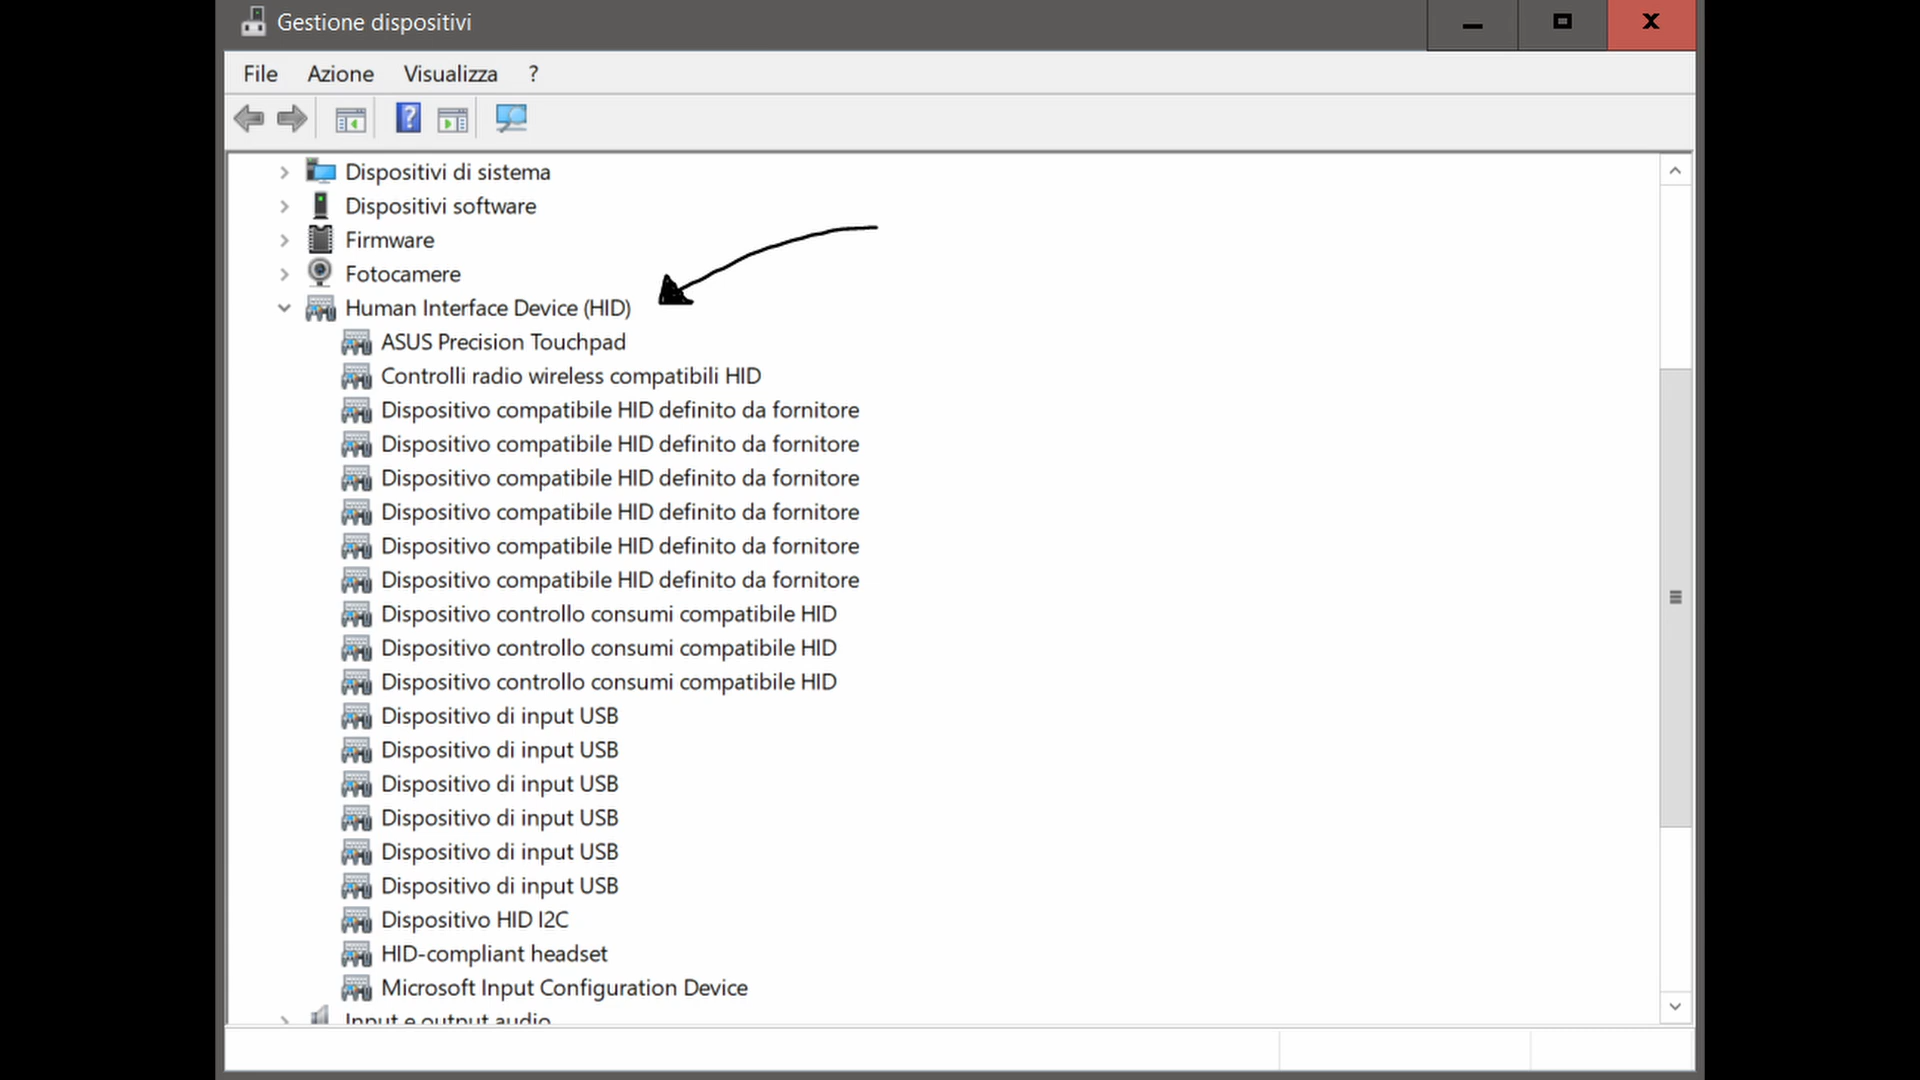 Gestione dispositivi
File Azione Visualizza ?
Dispositivi di sistema
Dispositivi software
Firmware
Fotocamere
Human Interface Device (HID)
ASUS Precision Touchpad
Controlli radio wireless compatibili HID
Dispositivo compatibile HID definito da fornitore
Dispositivo compatibile HID definito da fornitore
Dispositivo compatibile HID definito da fornitore
Dispositivo compatibile HID definito da fornitore
Dispositivo compatibile HID definito da fornitore
Dispositivo compatibile HID definito da fornitore
Dispositivo controllo consumi compatibile HID
Dispositivo controllo consumi compatibile HID
Dispositivo controllo consumi compatibile HID
Dispositivo di input USB
Dispositivo di input USB
Dispositivo di input USB
Dispositivo di input USB
Dispositivo di input USB
Dispositivo di input USB
Dispositivo HID I2C
HID-compliant headset
Microsoft Input Configuration Device
Input e output audio